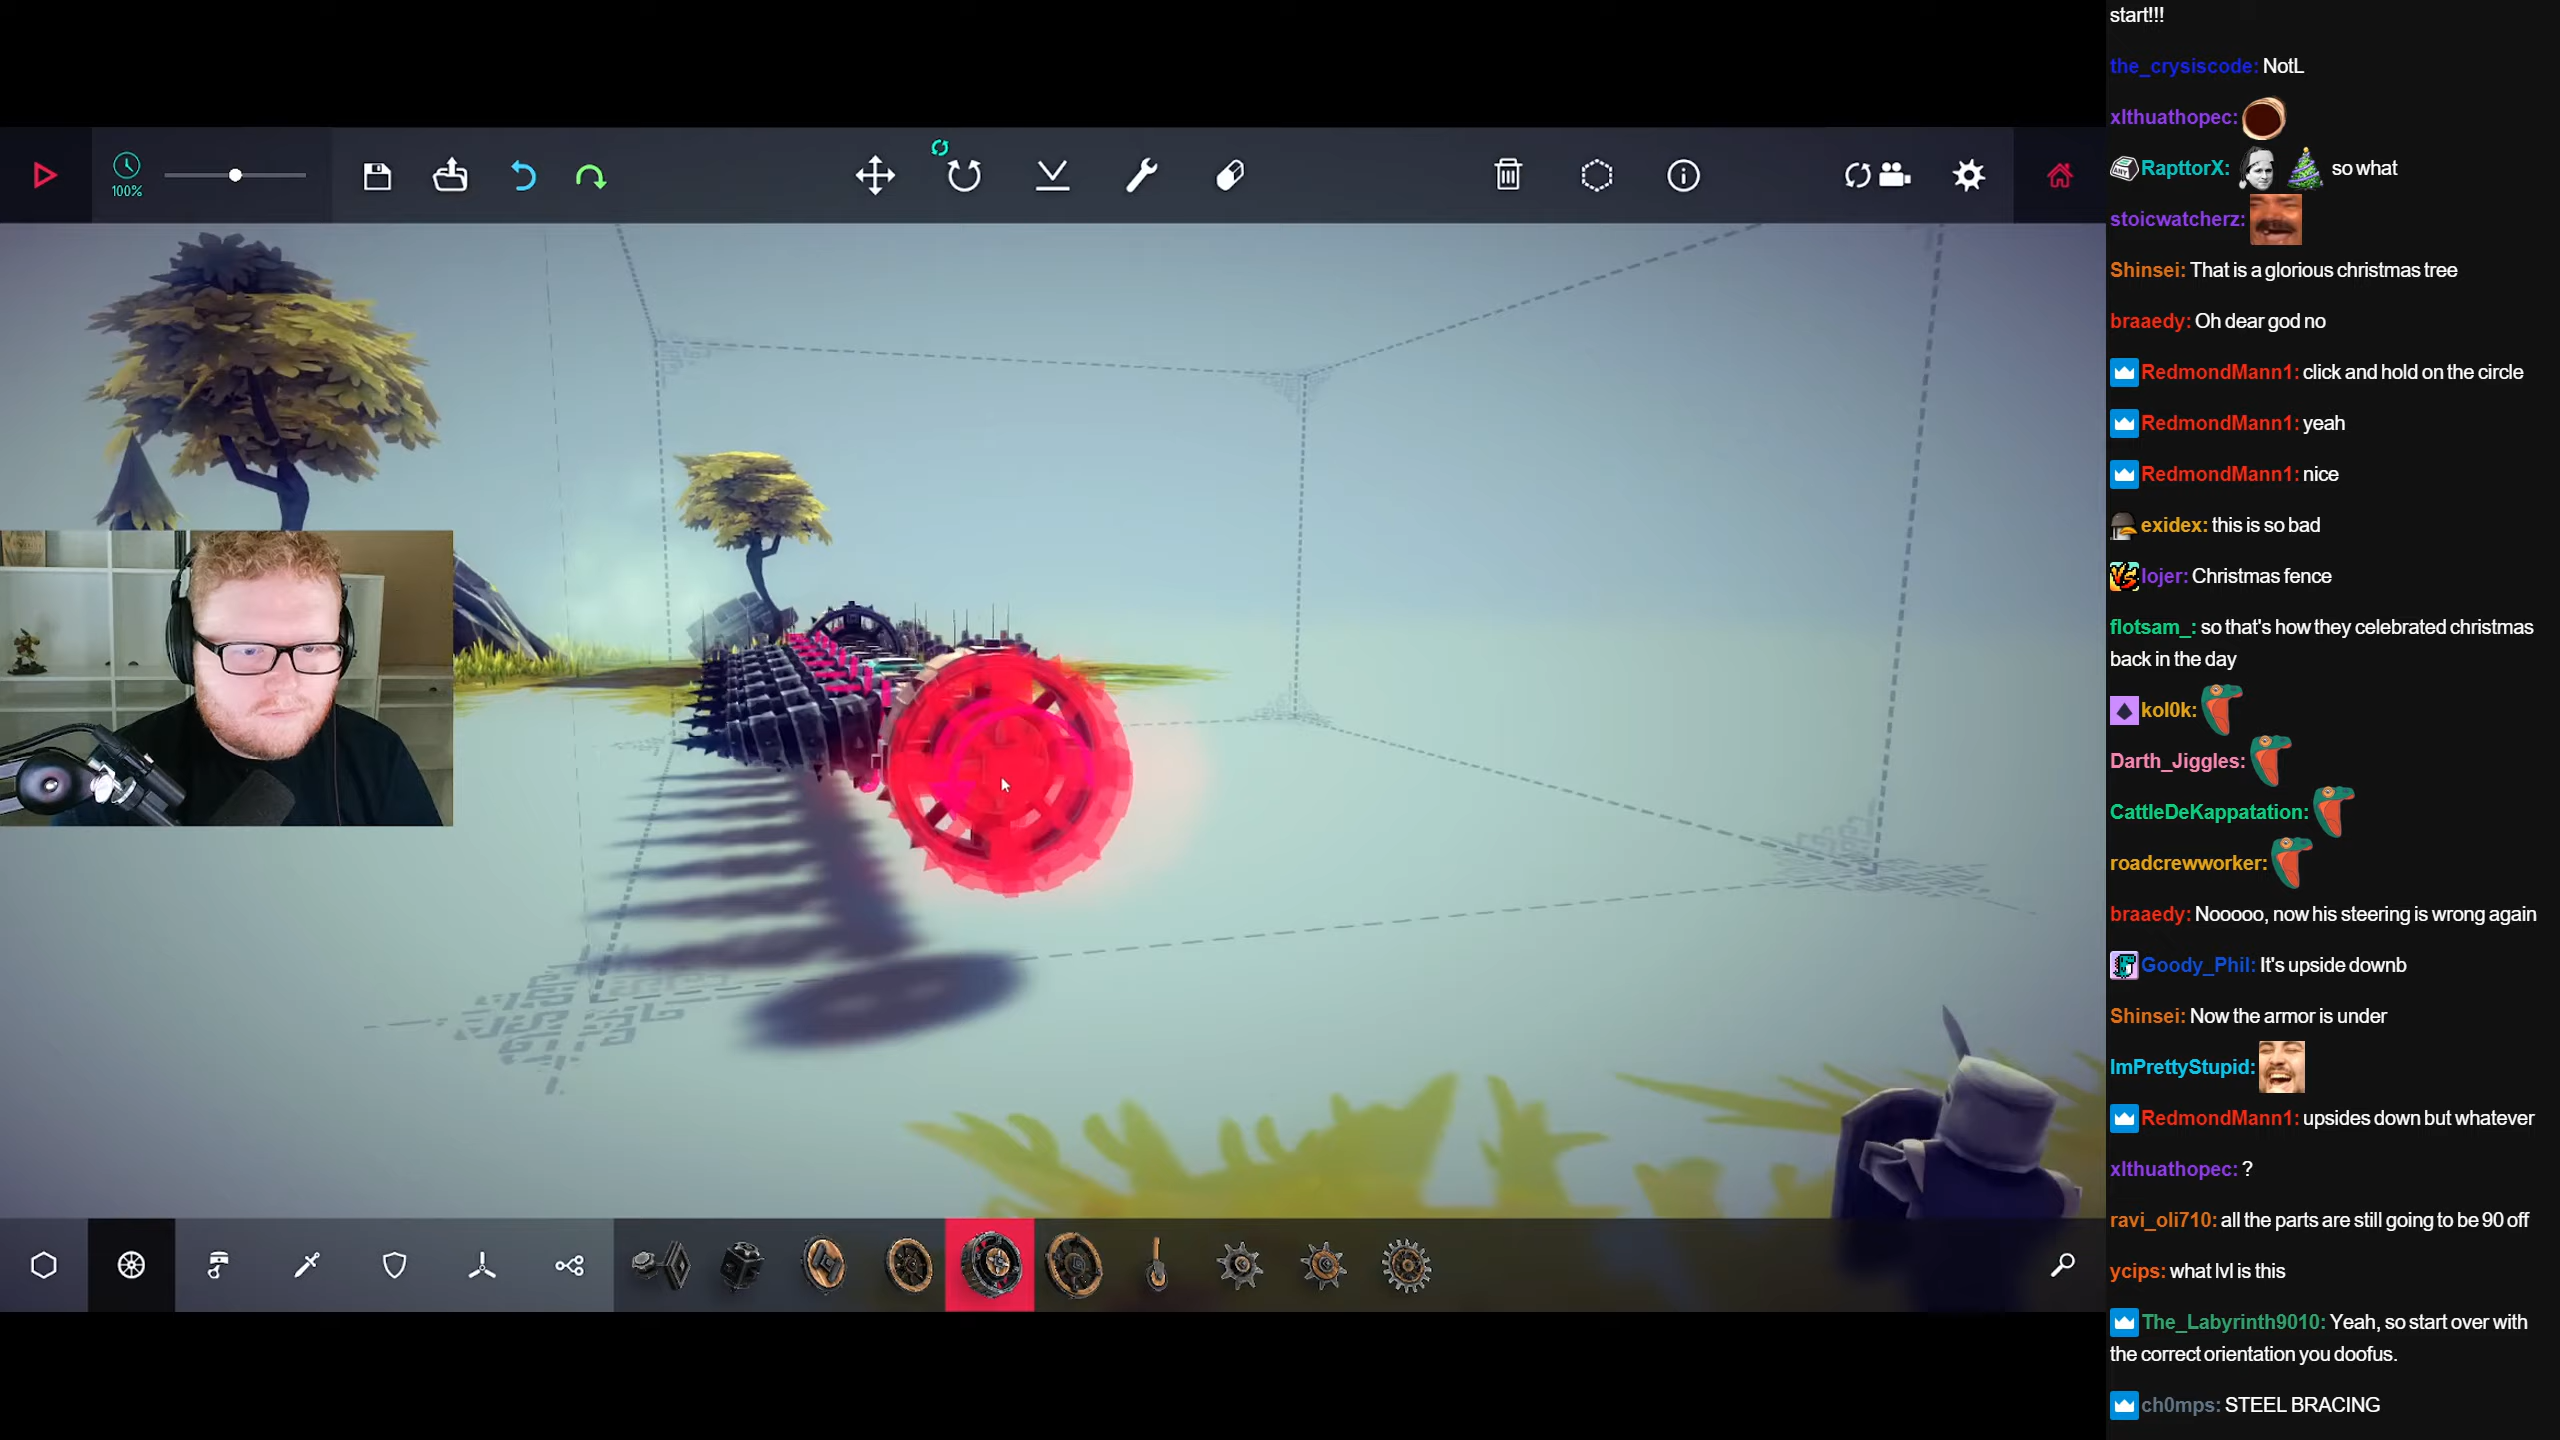 100%
start!!!
the_crysiscode: NotL
xlthuathopec:
RapttorX: so what
stoicwatcherz:
Shinsei: That is a glorious christmas tree
braaedy: Oh dear god no
RedmondMann1: click and hold on the circle
RedmondMann1: yeah
RedmondMann1: nice
exidex: this is so bad
lojer: Christmas fence
flotsam_: so that's how they celebrated christmas
back in the day
kol0k:
Darth_Jiggles:
CattleDeKappatation:
roadcrewworker:
braaedy: Nooooo, now his steering is wrong again
Goody_Phil: It's upside downb
Shinsei: Now the armor is under
ImPrettyStupid:
RedmondMann1: upsides down but whatever
xlthuathopec: ?
ravi_oli710: all the parts are still going to be 90 off
ycips: what lvl is this
The_Labyrinth9010: Yeah, so start over with
the correct orientation you doofus.
ch0mps: STEEL BRACING